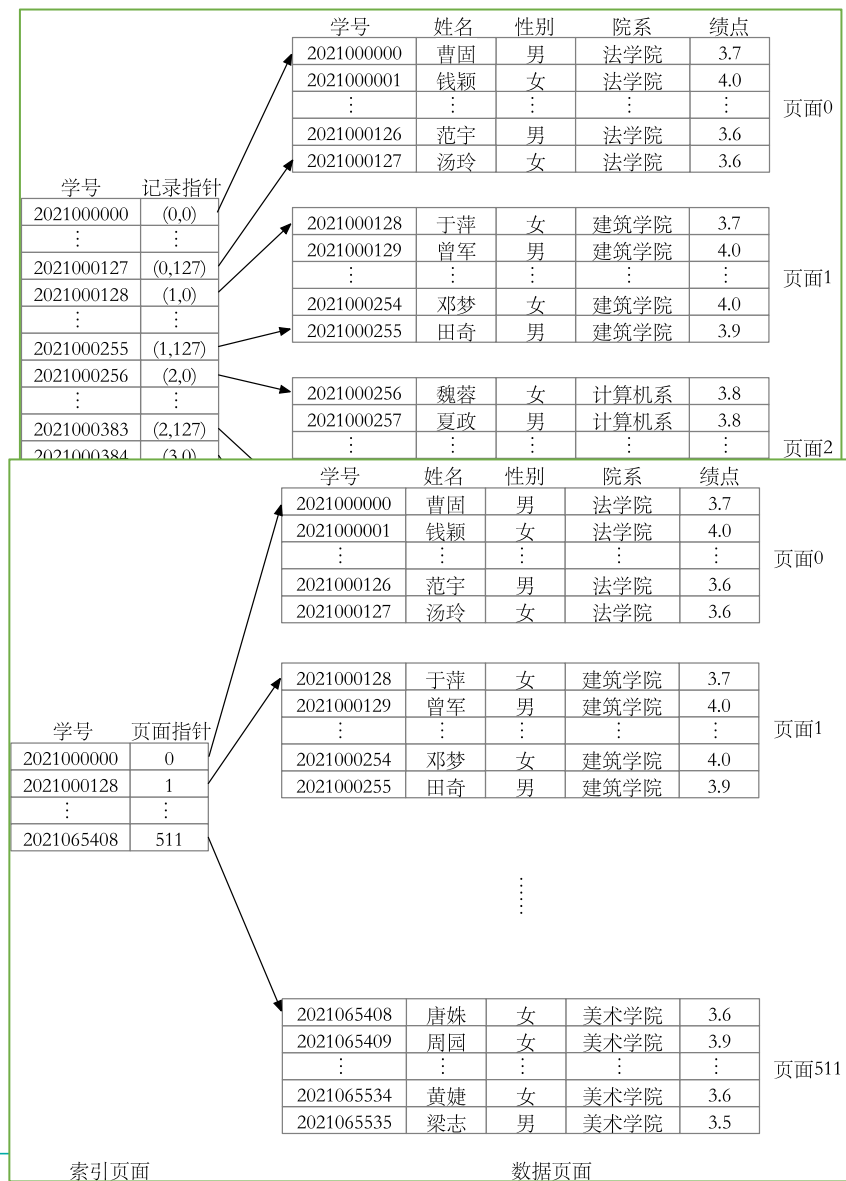 学号 姓名 性别 院系 绩点
2021000000 曹固 男 法学院 3.7
2021000001 钱颖 女 法学院 4.0
⋮ ⋮ ⋮ ⋮ ⋮
页面0
2021000126 范宇 男 法学院 3.6
2021000127 汤玲 女 法学院 3.6
学号 记录指针
2021000000 (0,0)
⋮ ⋮
2021000127 (0,127)
2021000128 (1,0)
⋮ ⋮
2021000255 (1,127)
2021000256 (2,0)
⋮ ⋮
2021000383 (2,127)
2021000384 (3,0)
2021000128 于萍 女 建筑学院 3.7
2021000129 曾军 男 建筑学院 4.0
⋮ ⋮ ⋮ ⋮ ⋮
页面1
2021000254 邓梦 女 建筑学院 4.0
2021000255 田奇 男 建筑学院 3.9
2021000256 魏蓉 女 计算机系 3.8
2021000257 夏政 男 计算机系 3.8
⋮ ⋮ ⋮ ⋮ ⋮
页面2
学号 姓名 性别 院系 绩点
2021000000 曹固 男 法学院 3.7
2021000001 钱颖 女 法学院 4.0
⋮ ⋮ ⋮ ⋮ ⋮
页面0
2021000126 范宇 男 法学院 3.6
2021000127 汤玲 女 法学院 3.6
2021000128 于萍 女 建筑学院 3.7
2021000129 曾军 男 建筑学院 4.0
⋮ ⋮ ⋮ ⋮ ⋮
页面1
2021000254 邓梦 女 建筑学院 4.0
2021000255 田奇 男 建筑学院 3.9
学号 页面指针
2021000000 0
2021000128 1
⋮ ⋮
2021065408 511
⋮
2021065408 唐姝 女 美术学院 3.6
2021065409 周园 女 美术学院 3.9
⋮ ⋮ ⋮ ⋮ ⋮
页面511
2021065534 黄婕 女 美术学院 3.6
2021065535 梁志 男 美术学院 3.5
索引页面 数据页面